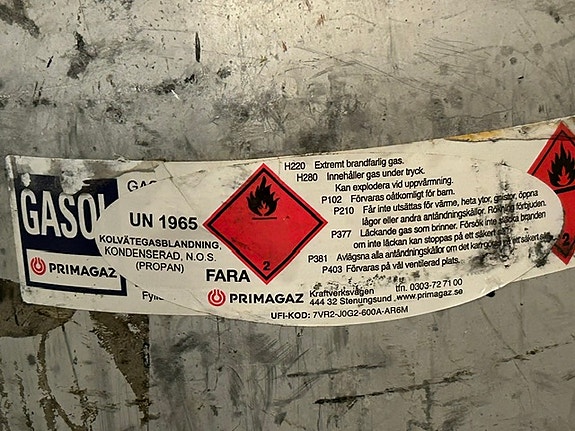 GASOL
PRIMAGAZ
GAS
Fylln
UN 1965
KOLVÄTEGASBLANDNING,
KONDENSERAD, N.O.S.
(PROPAN)
FARA
2
PRIMAGAZ
H220 Extremt brandfarlig gas.
H280 Innehåller gas under tryck.
Kan explodera vid uppvärmning.
P102 Förvaras oåtkomligt för barn.
P210 Får inte utsättas för värme, heta ytor, gnistor, öppna
lågor eller andra antändningskällor. Rökning förbjuden.
P377 Läckande gas som brinner. Försök inte släcka branden
om inte läckan kan stoppas på ett säkert sätt.
P381 Avlägsna alla antändningskällor om det kan göras på ett säkert sätt.
P403 Förvaras på väl ventilerad plats.
Kraftverksvägen tfn. 0303-72 71 00
444 32 Stenungsund .www.primagaz.se
UFI-KOD: 7VR2-J0G2-600A-AR6M
2